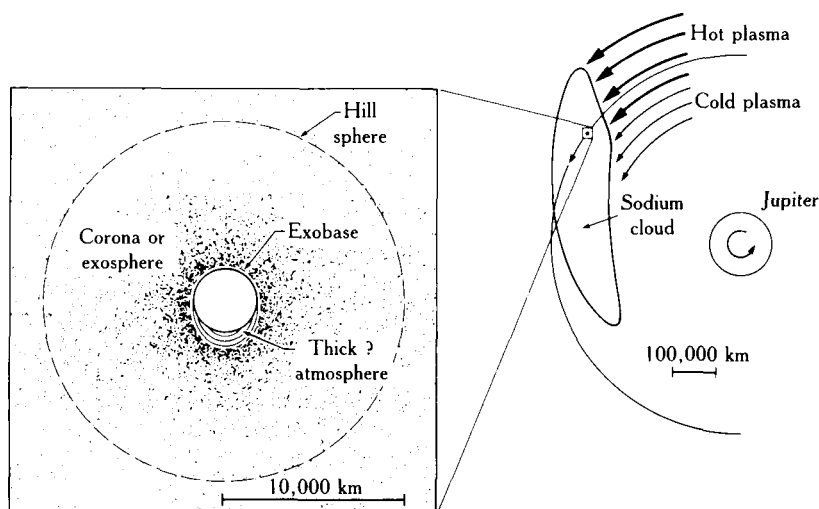 Hill
sphere
Corona or
exosphere
Exobase
Thick ?
atmosphere
10,000 km
Hot plasma
Cold plasma
Sodium
cloud
Jupiter
100,000 km